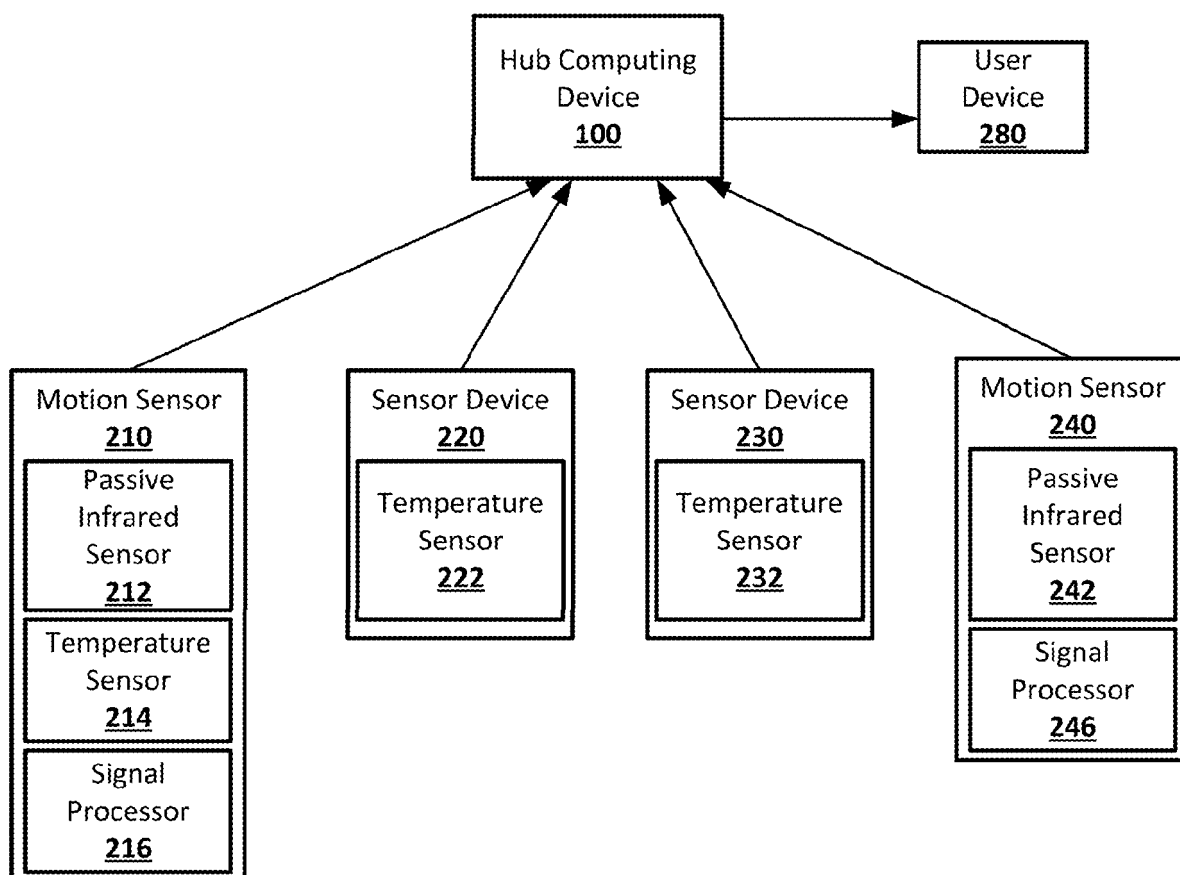 Hub Computing
Device
100
User
Device
280
Motion Sensor
210
Passive
Infrared
Sensor
212
Temperature
Sensor
214
Signal
Processor
216
Sensor Device
220
Temperature
Sensor
222
Sensor Device
230
Temperature
Sensor
232
Motion Sensor
240
Passive
Infrared
Sensor
242
Signal
Processor
246